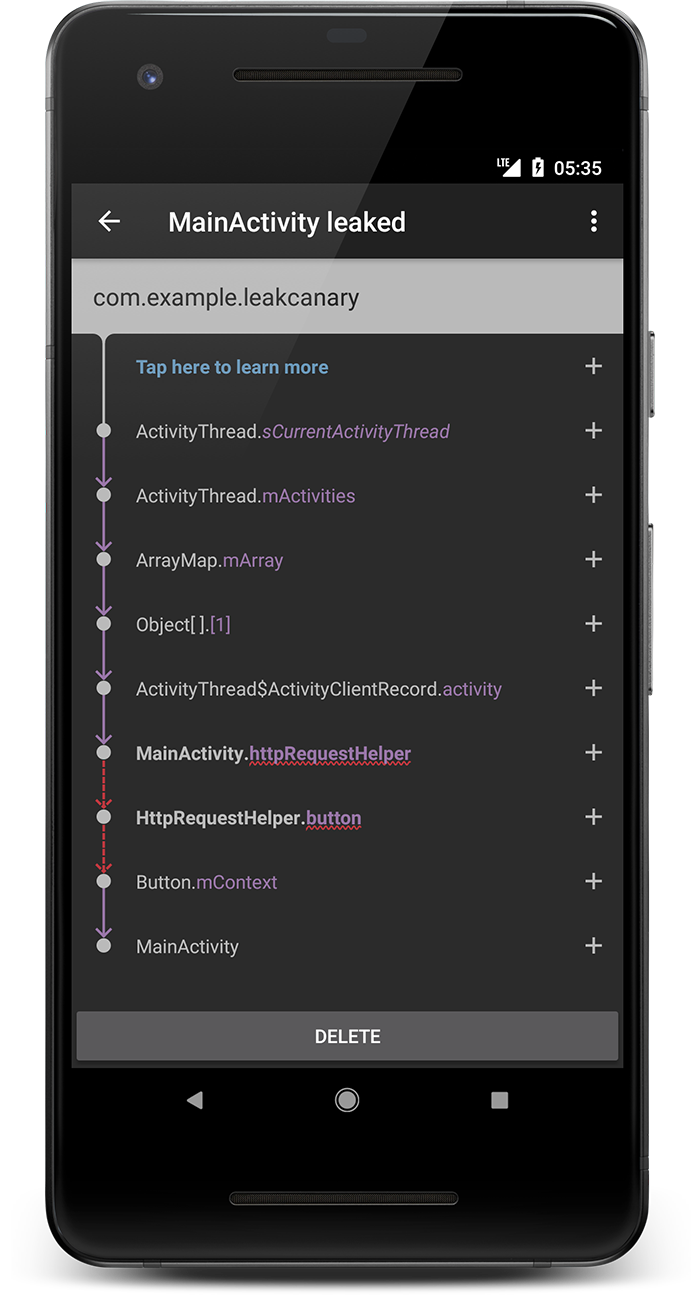 LTE 05:35
MainActivity leaked
com.example.leakcanary
Tap here to learn more
ActivityThread.sCurrentActivityThread
ActivityThread.mActivities
ArrayMap.mArray
Object[ ].[1]
ActivityThread$ActivityClientRecord.activity
MainActivity.httpRequestHelper
HttpRequestHelper.button
Button.mContext
MainActivity
DELETE